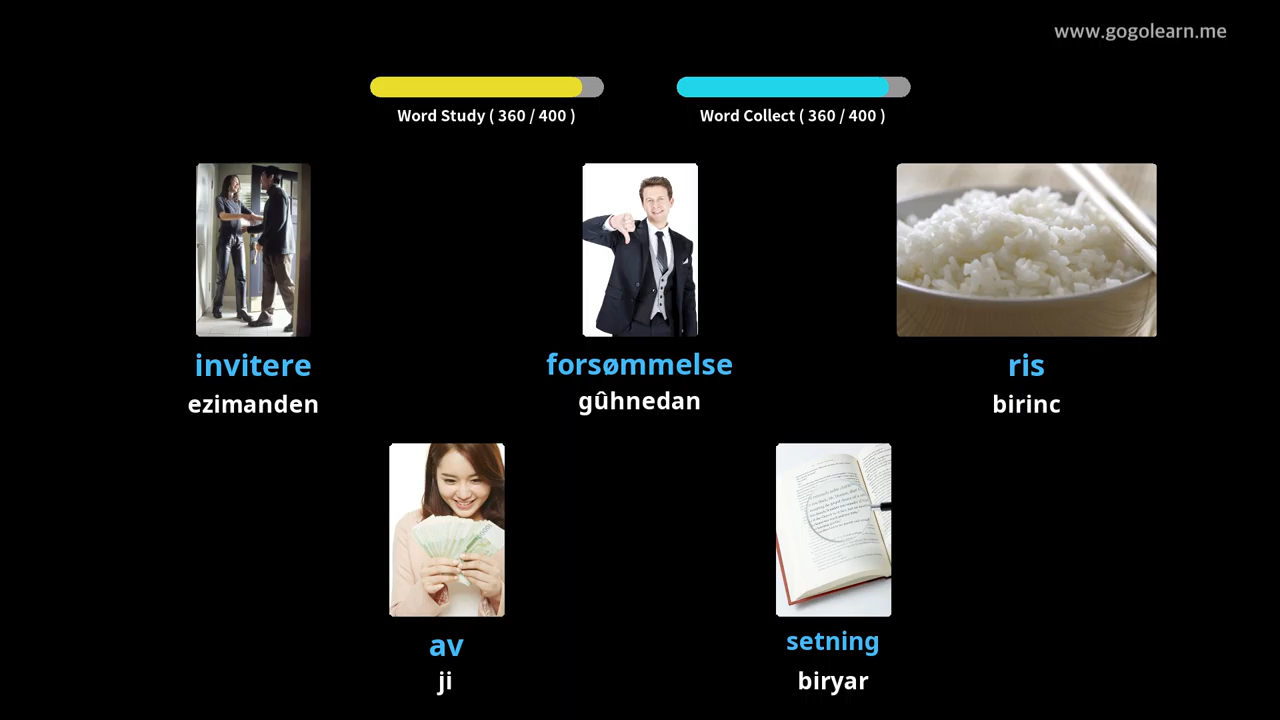 www.gogolearn.me
Word Study ( 360 / 400 )
Word Collect ( 360 / 400 )
invitere
ezimanden
forsømmelse
gûhnedan
ris
birinc
av
ji
setning
biryar